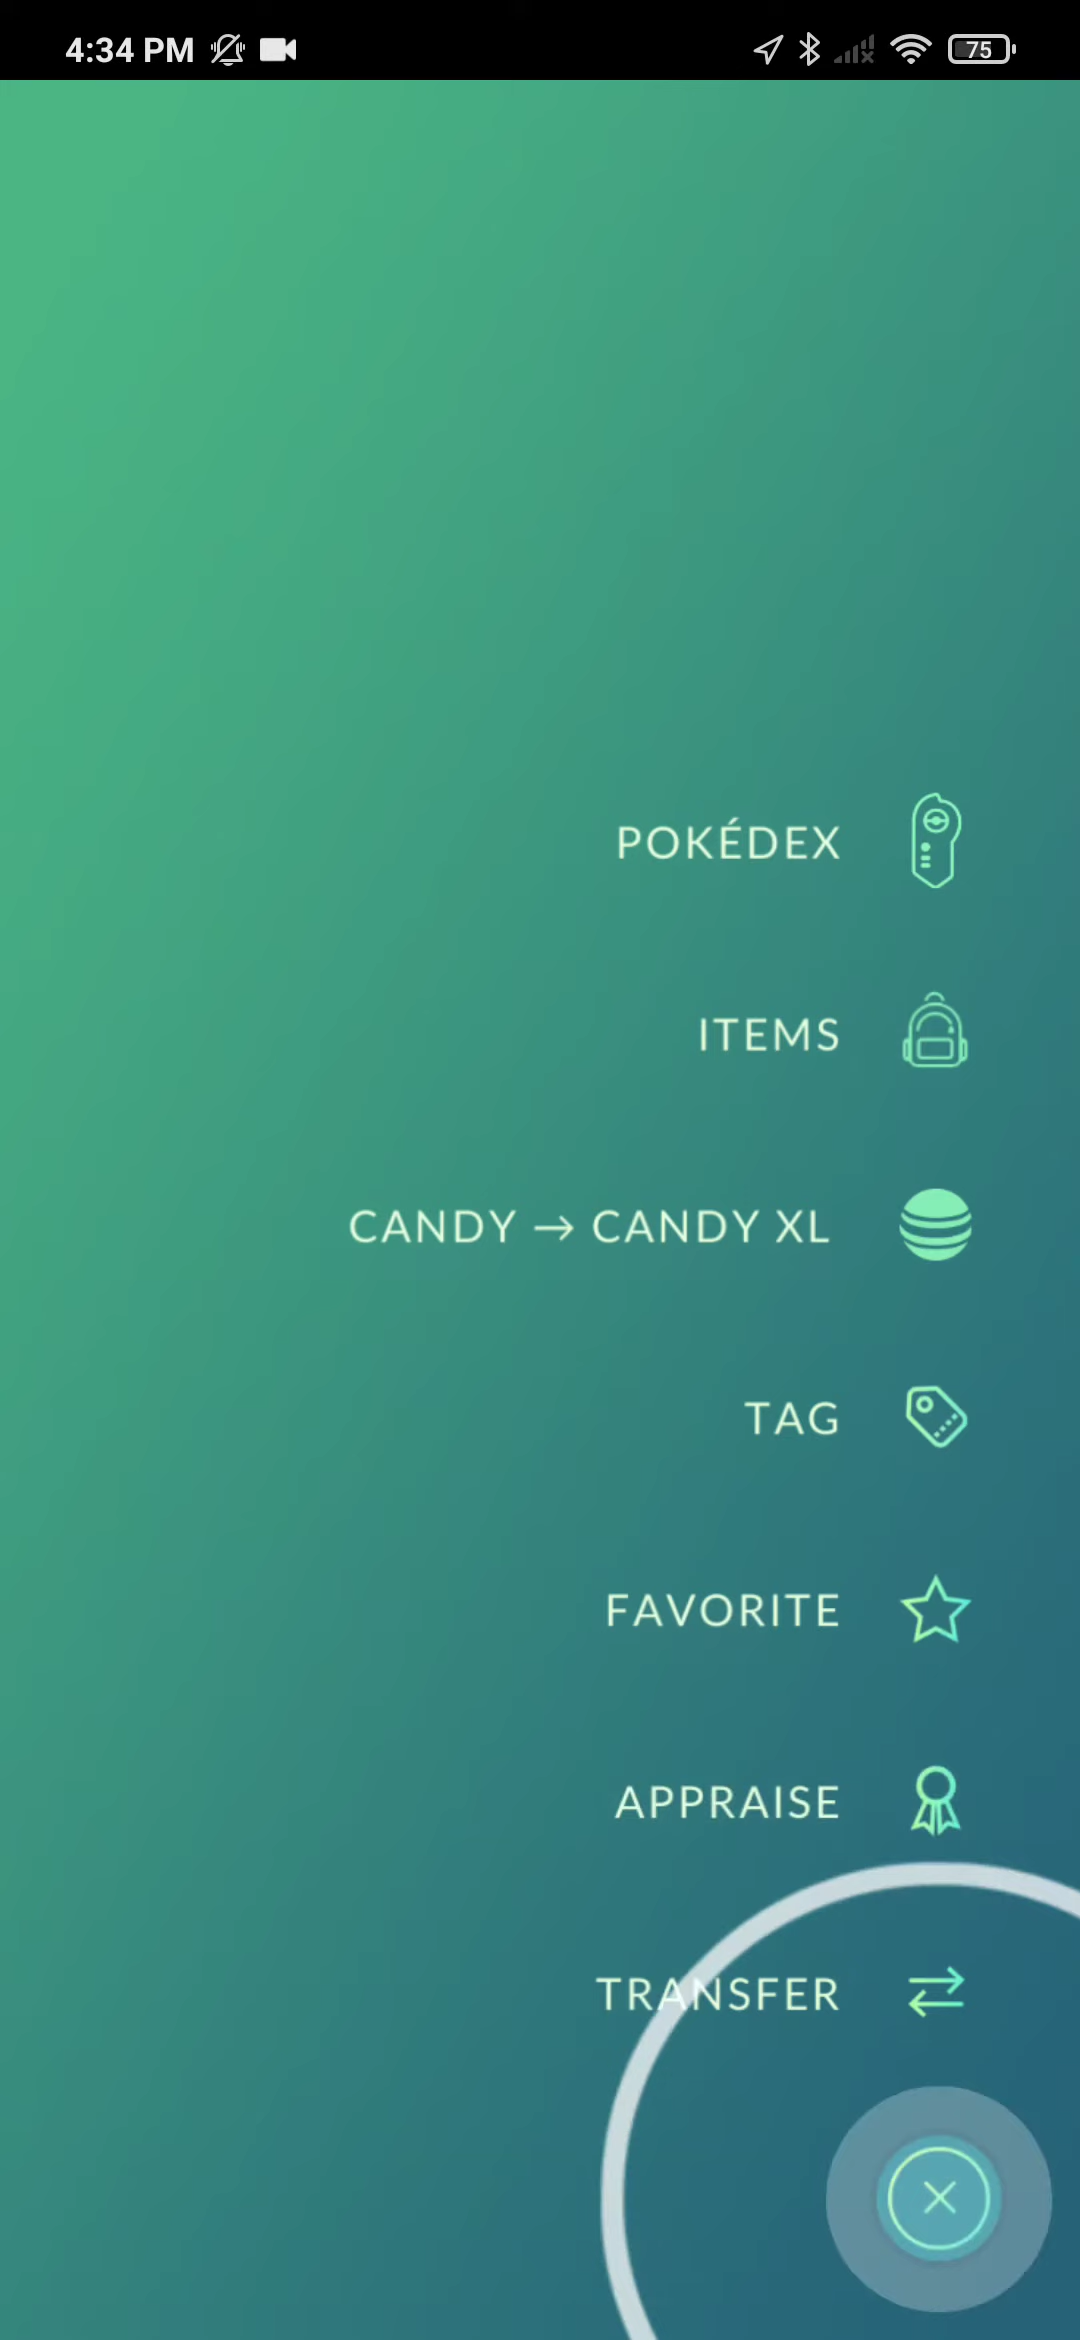 4:34 PM
75
POKÉDEX
ITEMS
CANDY → CANDY XL
TAG
FAVORITE
APPRAISE
TRANSFER